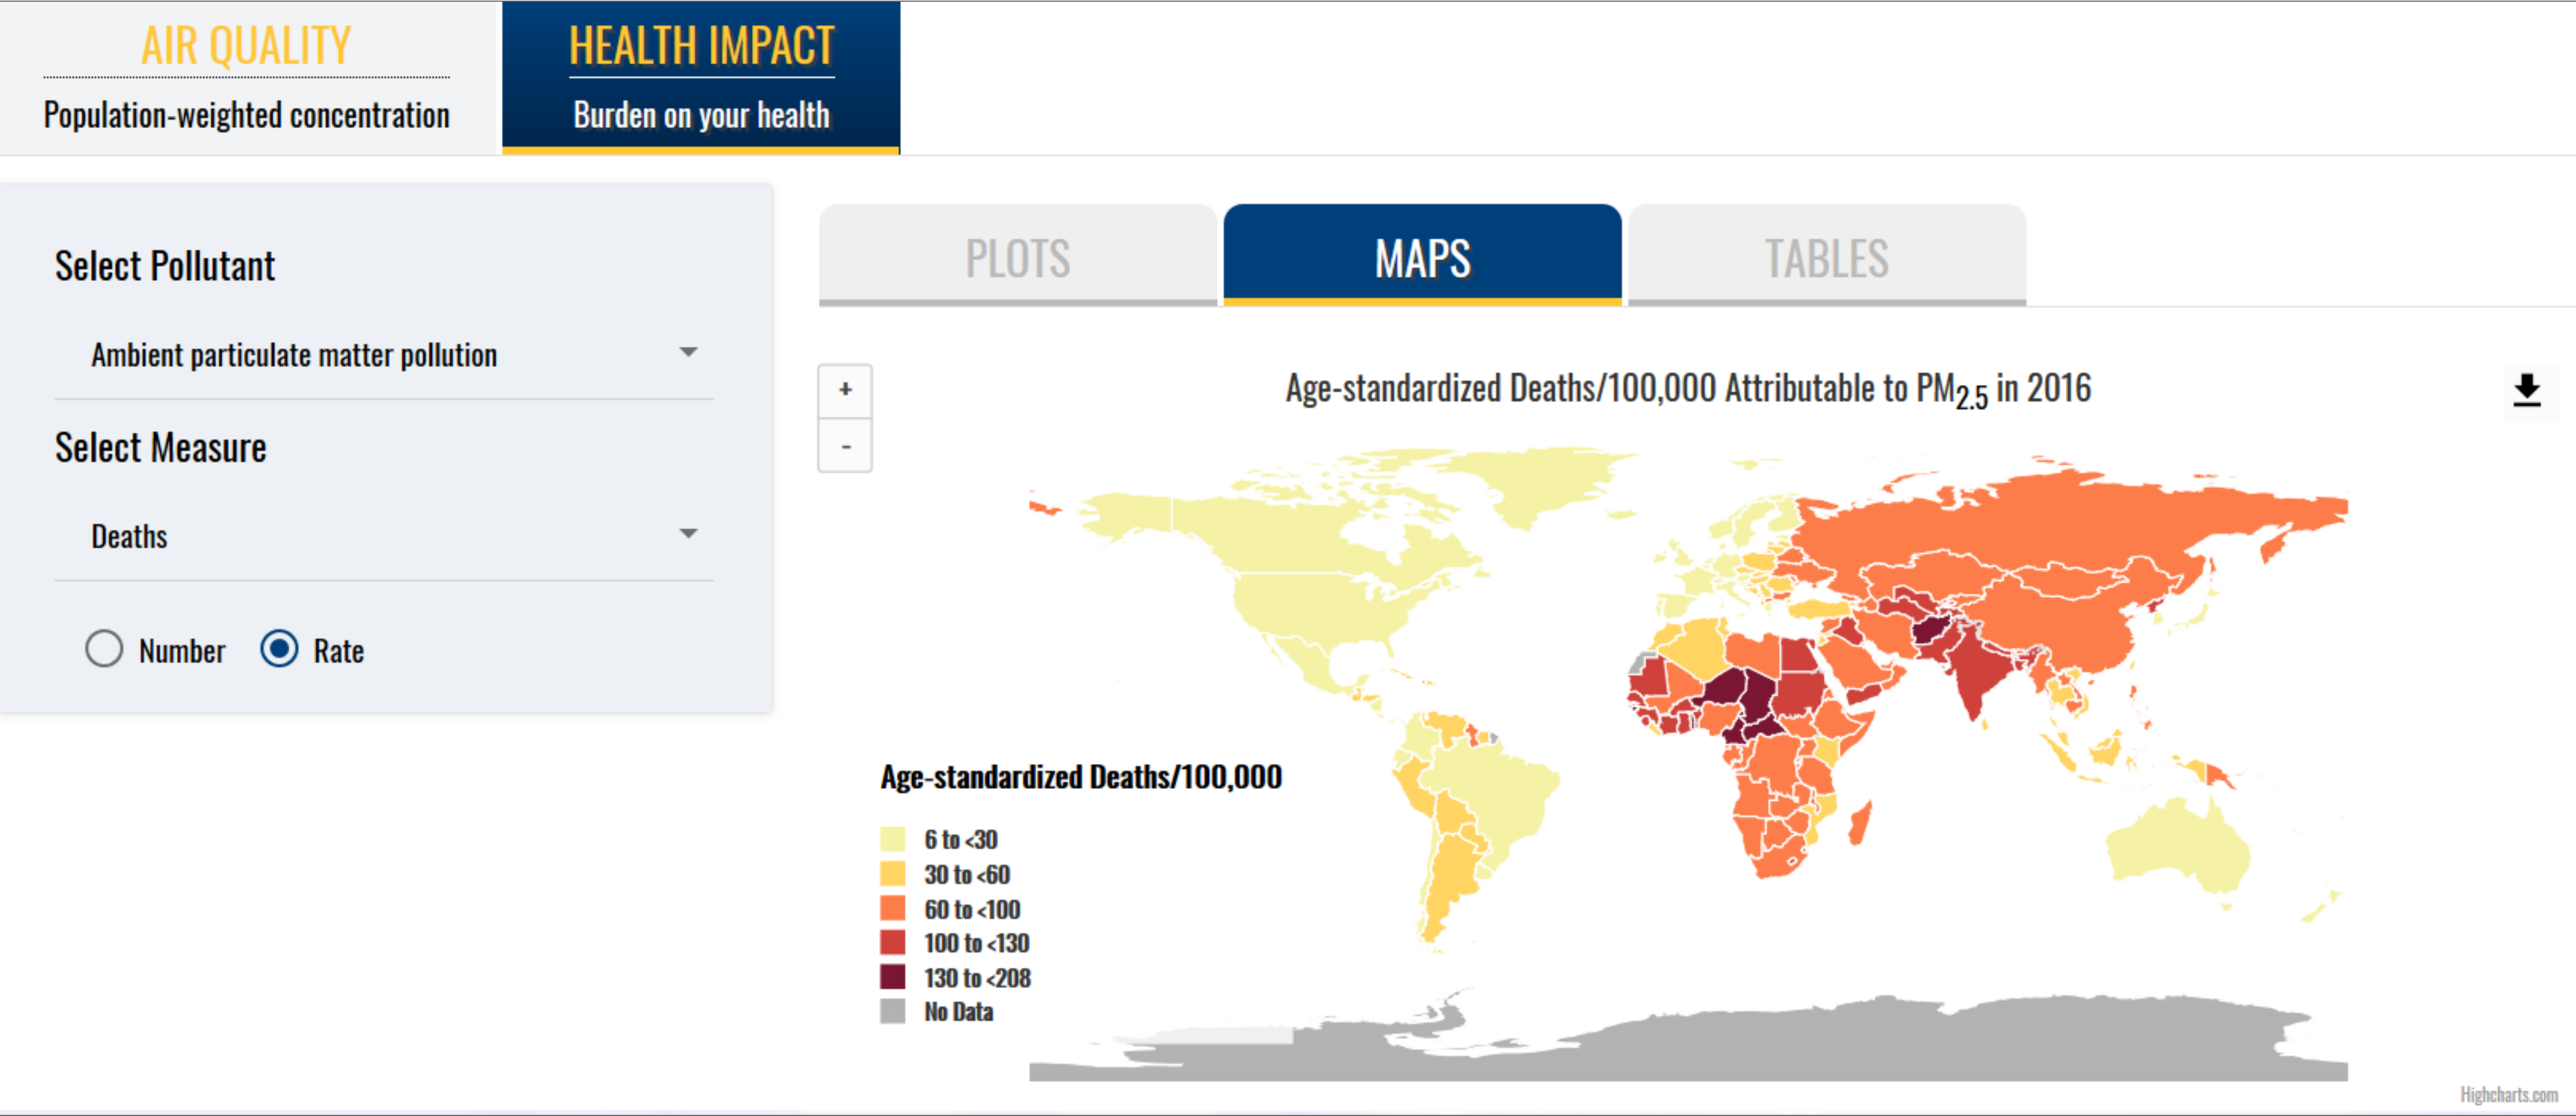 AIR QUALITY
Population-weighted concentration
HEALTH IMPACT
Burden on your health
Select Pollutant
Ambient particulate matter pollution
Select Measure
Deaths
Number
Rate
PLOTS
MAPS
TABLES
+
-
Age-standardized Deaths/100,000 Attributable to PM2.5 in 2016
Age-standardized Deaths/100,000
6 to <30
30 to <60
60 to <100
100 to <130
130 to <208
No Data
Highcharts.com